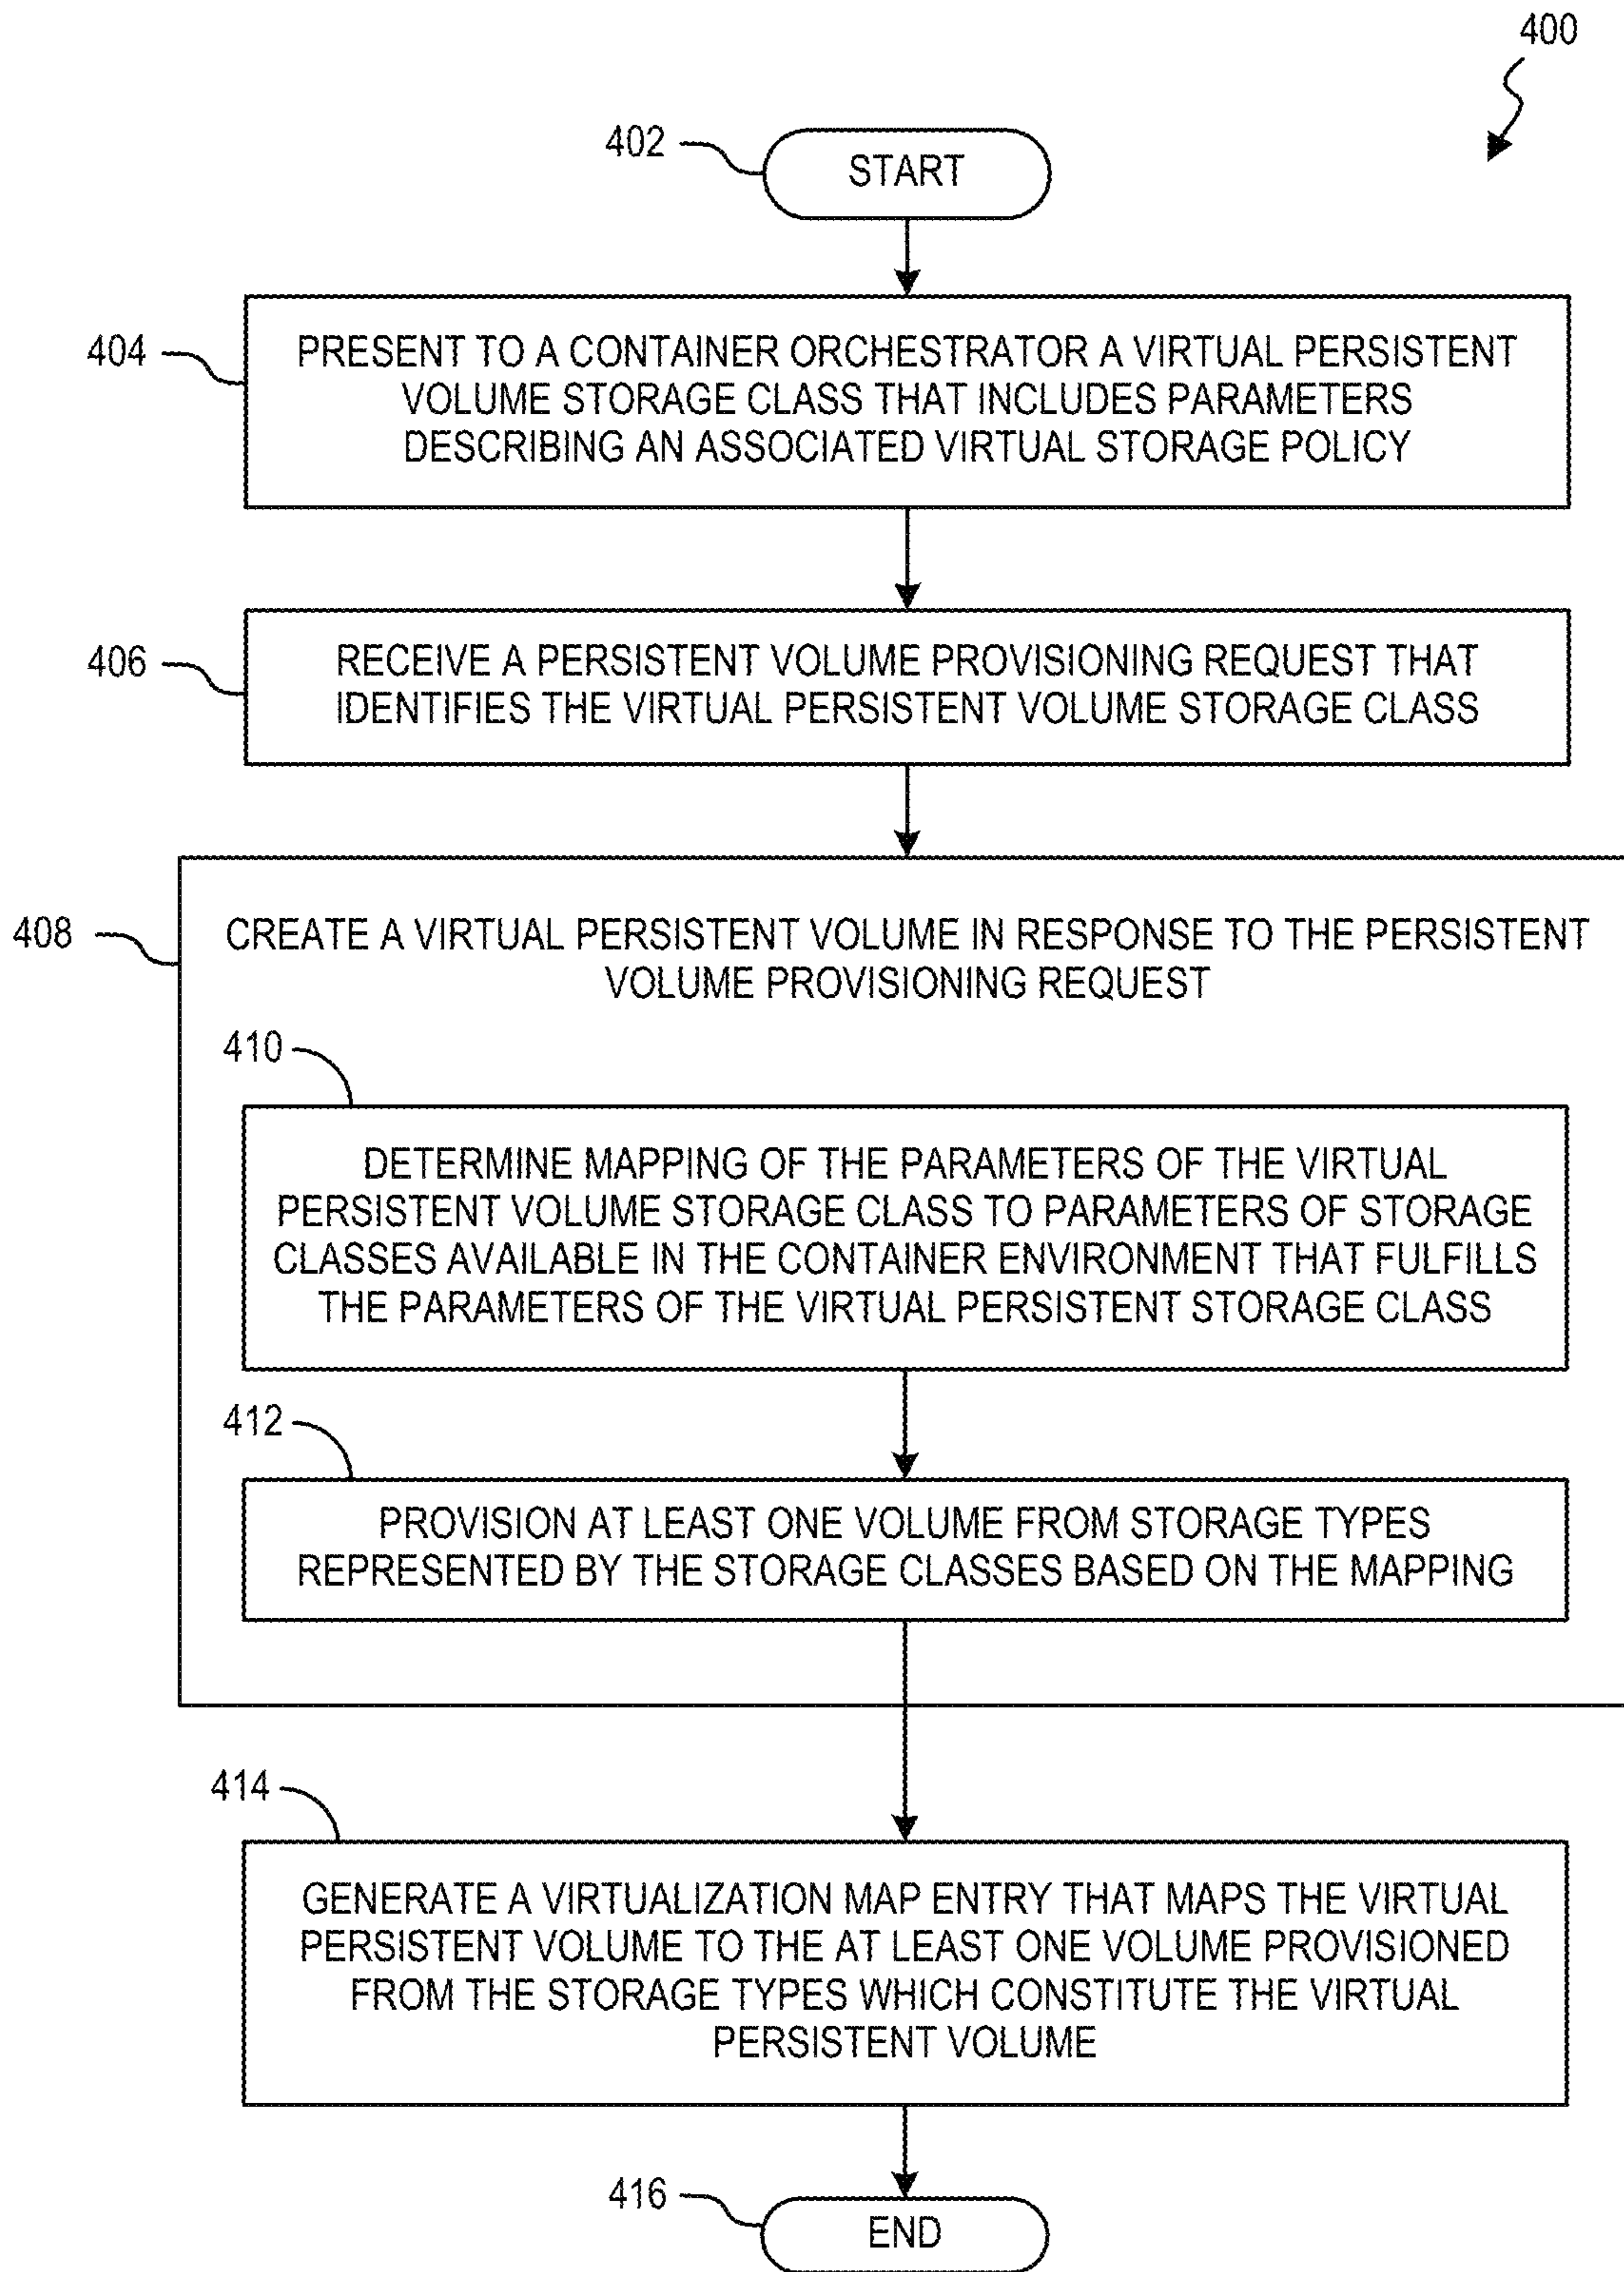 400
402
START
404
PRESENT TO A CONTAINER ORCHESTRATOR A VIRTUAL PERSISTENT
VOLUME STORAGE CLASS THAT INCLUDES PARAMETERS
DESCRIBING AN ASSOCIATED VIRTUAL STORAGE POLICY
406
RECEIVE A PERSISTENT VOLUME PROVISIONING REQUEST THAT
IDENTIFIES THE VIRTUAL PERSISTENT VOLUME STORAGE CLASS
408
CREATE A VIRTUAL PERSISTENT VOLUME IN RESPONSE TO THE PERSISTENT
VOLUME PROVISIONING REQUEST
410
DETERMINE MAPPING OF THE PARAMETERS OF THE VIRTUAL
PERSISTENT VOLUME STORAGE CLASS TO PARAMETERS OF STORAGE
CLASSES AVAILABLE IN THE CONTAINER ENVIRONMENT THAT FULFILLS
THE PARAMETERS OF THE VIRTUAL PERSISTENT STORAGE CLASS
412
PROVISION AT LEAST ONE VOLUME FROM STORAGE TYPES
REPRESENTED BY THE STORAGE CLASSES BASED ON THE MAPPING
414
GENERATE A VIRTUALIZATION MAP ENTRY THAT MAPS THE VIRTUAL
PERSISTENT VOLUME TO THE AT LEAST ONE VOLUME PROVISIONED
FROM THE STORAGE TYPES WHICH CONSTITUTE THE VIRTUAL
PERSISTENT VOLUME
416
END